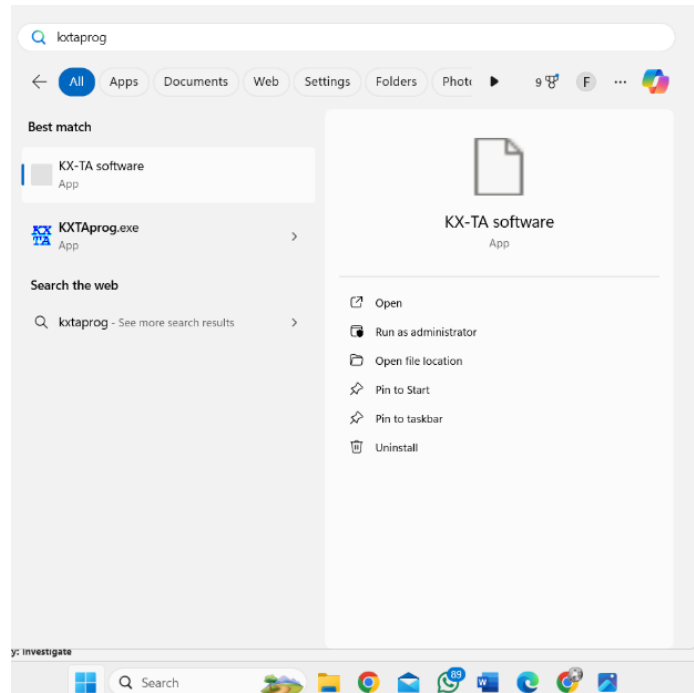 kxtaprog
All Apps Documents Web Settings Folders Phot 9 F ...
Best match
KX-TA software
App
KX
TA
KXTAprog.exe
App
Search the web
kxtaprog - See more search results
KX-TA software
App
Open
Run as administrator
Open file location
Pin to Start
Pin to taskbar
Uninstall
y: Investigate
Search
89